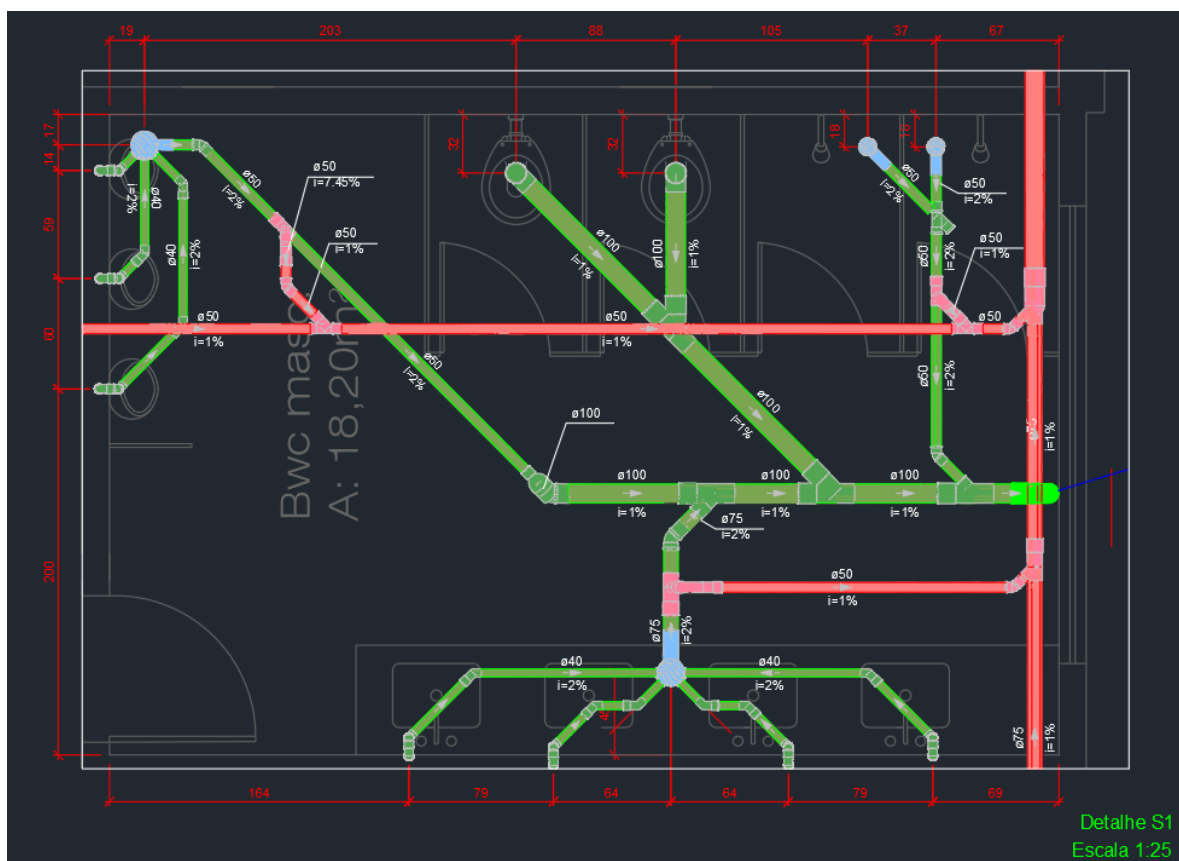 19 203 88 105 37 67
17
14
59
60
200
32
32
18
18
ø50
i=7.45%
ø50
i=2%
ø40
i=2%
ø40
i=2%
ø50
i=1%
ø100
i=1%
ø100
i=1%
ø50
i=2%
ø50
i=2%
ø50
i=2%
ø50
i=1%
ø50
i=1%
ø50
i=1%
ø50
ø50
i=2%
ø100
i=1%
ø50
i=2%
i=1%
Bwc masc
A: 18,20m²
ø100
ø100
i=1%
ø100
i=1%
ø100
i=1%
ø75
i=2%
ø50
i=1%
ø75
i=2%
ø40
i=2%
ø40
i=2%
ø75
i=1%
164 79 64 64 79 69
Detalhe S1
Escala 1:25